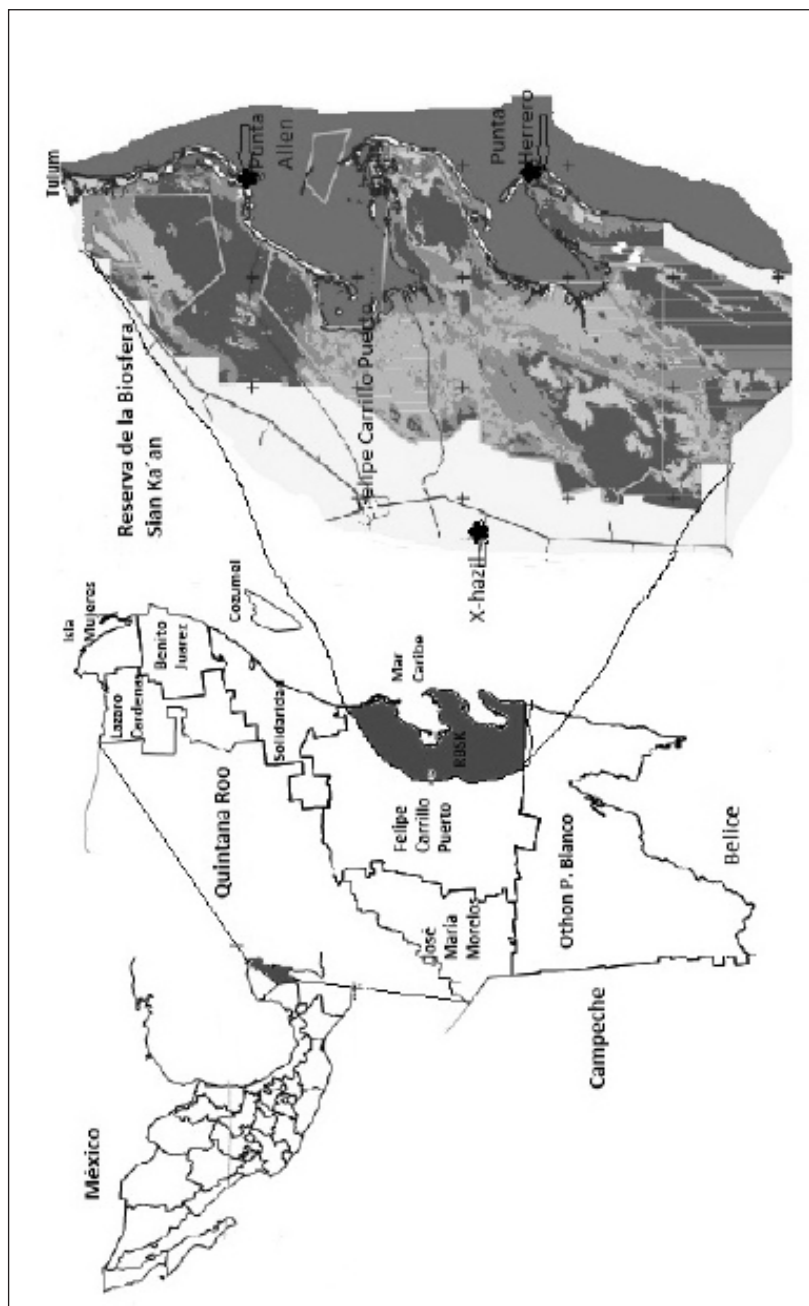 México
Quintana Roo
Lazaro
Cardenas
Isla
Mujeres
Benito
Juarez
Solidaridad
Cozumel
Felipe
Carrillo
Puerto
José
María
Morelos
Mar
Caribe
RBSK
Othon P. Blanco
Campeche
Belice
Reserva de la Biosfera
Sian Ka´an
Tulum
Punta
Allen
Felipe Carrillo Puerto
Punta
Herrero
X-hazil